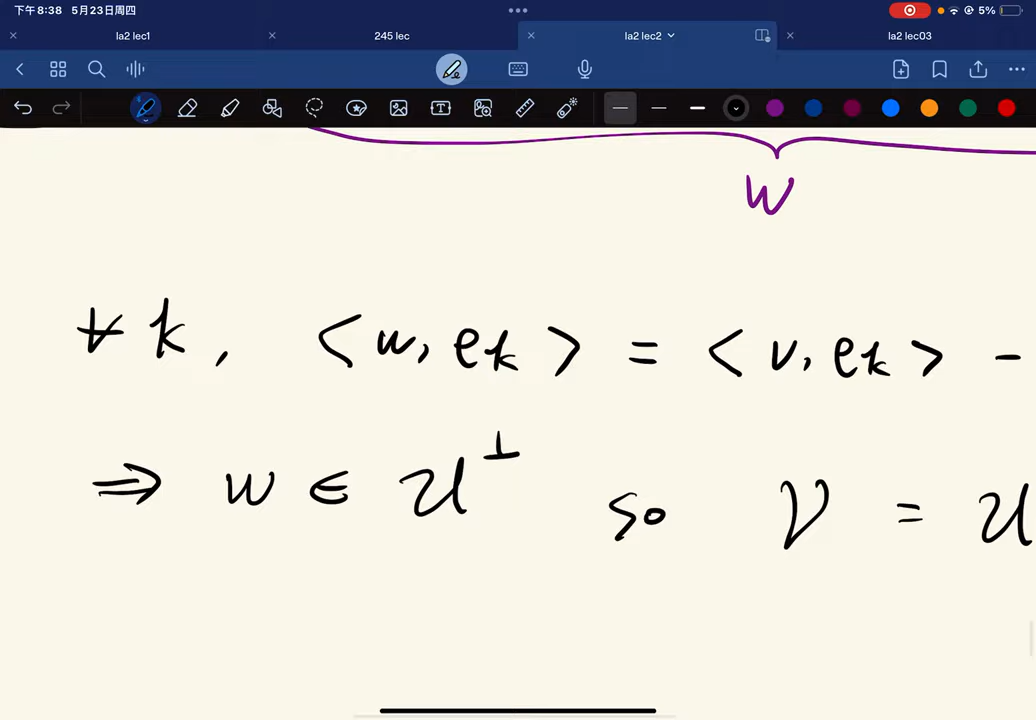 下午8:38 5月23日周四
5%
la2 lec1
245 lec
la2 lec2
la2 lec03
W
∀ k, <w, ek> = <v, ek> -
⇒ w ∈ U⊥ so V = U